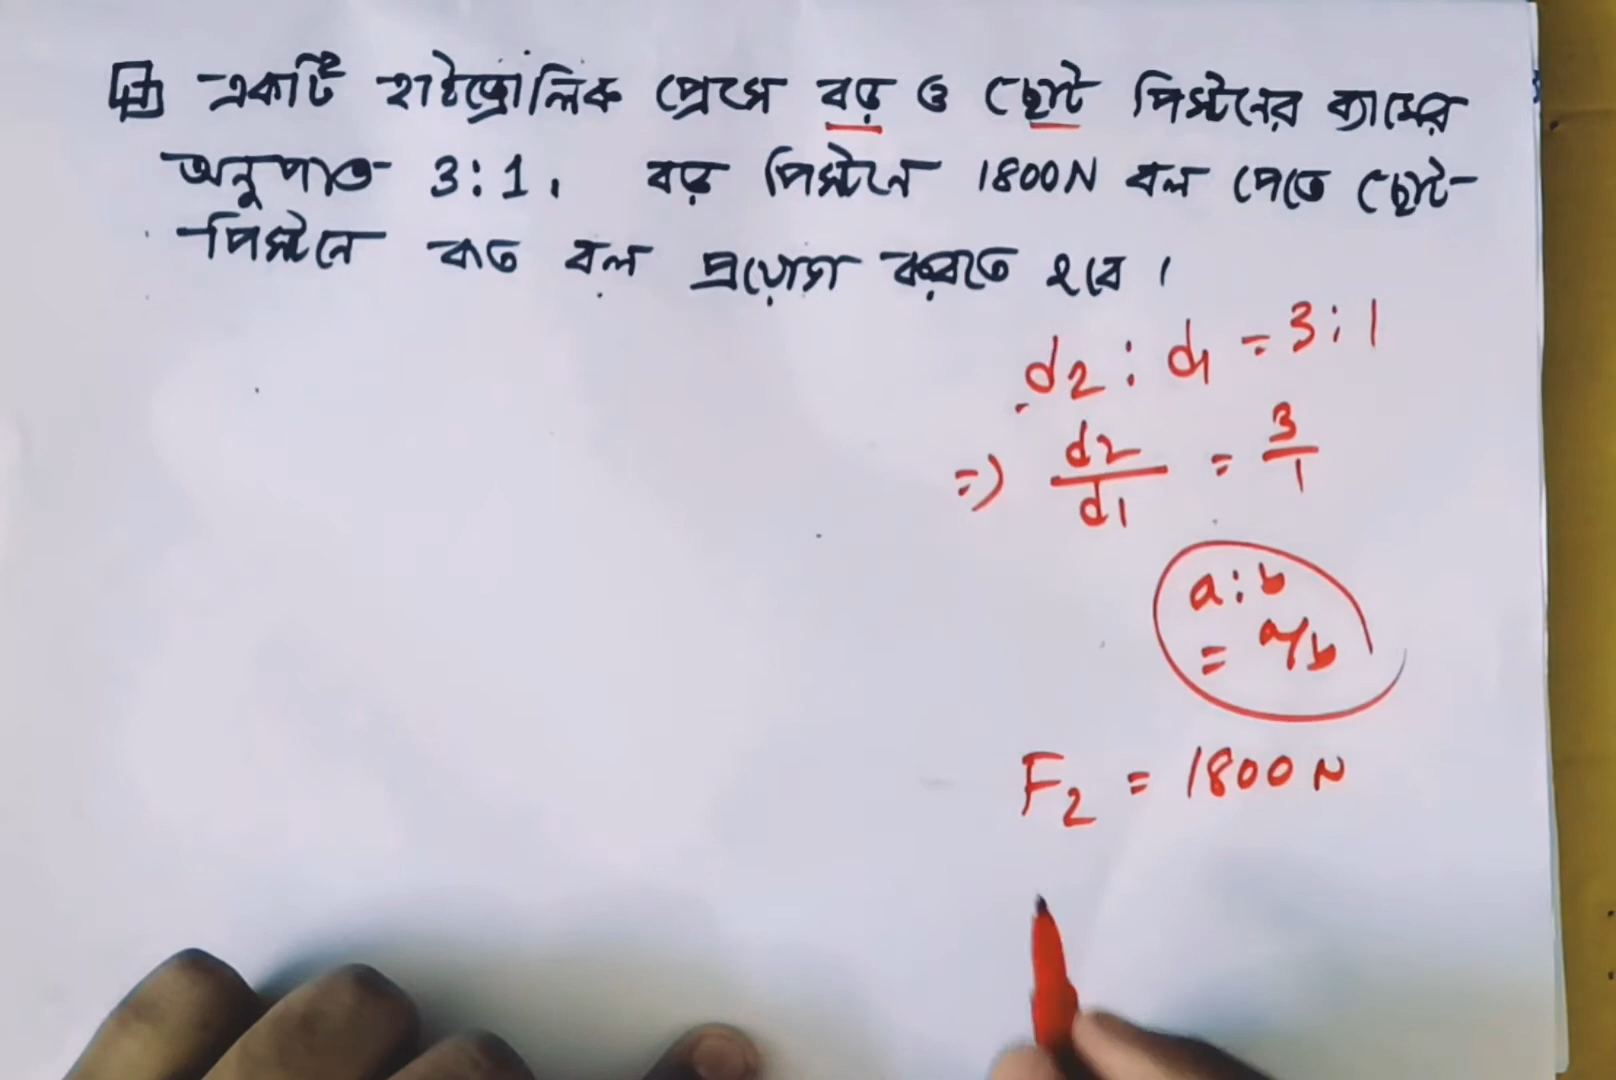 একটি হাইড্রোলিক প্রেসে বড় ও ছোট পিস্টনের ব্যাসের
অনুপাত 3:1। বড় পিস্টনে 1800N বল পেতে ছোট
পিস্টনে কত বল প্রয়োগ করতে হবে।
d2 : d1 = 3:1
=> d2/d1 = 3/1
a:b
= a/b
F2 = 1800 N